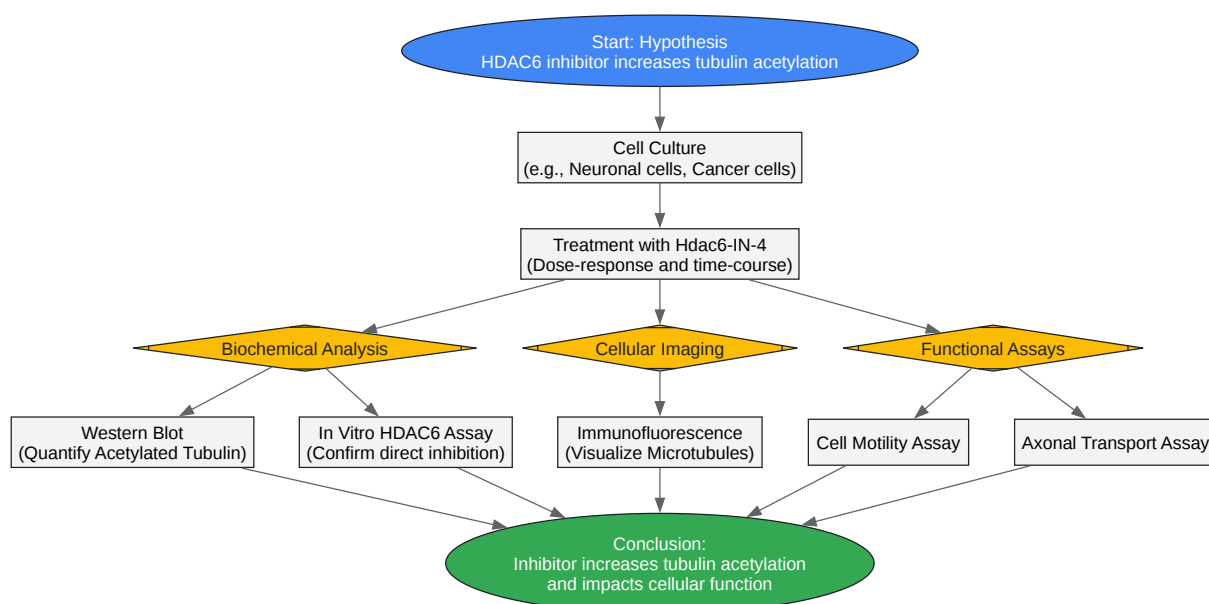 Start: Hypothesis
HDAC6 inhibitor increases tubulin acetylation
Cell Culture
(e.g., Neuronal cells, Cancer cells)
Treatment with Hdac6-IN-4
(Dose-response and time-course)
Biochemical Analysis
Cellular Imaging
Functional Assays
Western Blot
(Quantify Acetylated Tubulin)
In Vitro HDAC6 Assay
(Confirm direct inhibition)
Immunofluorescence
(Visualize Microtubules)
Cell Motility Assay
Axonal Transport Assay
Conclusion:
Inhibitor increases tubulin acetylation
and impacts cellular function